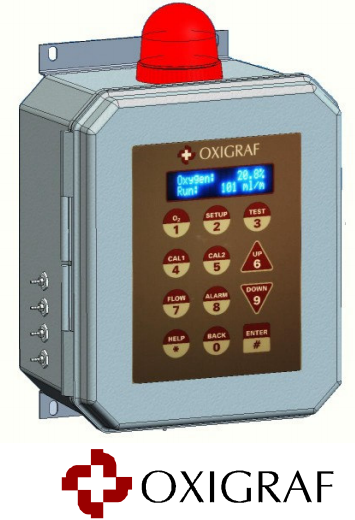 OXIGRAF
Oxygen: 20.8%
Run: 101 ml/m
O₂ SETUP TEST
1 2 3
CAL1 CAL2 UP
4 5 6
FLOW ALARM DOWN
7 8 9
HELP BACK ENTER
* 0 #
OXIGRAF